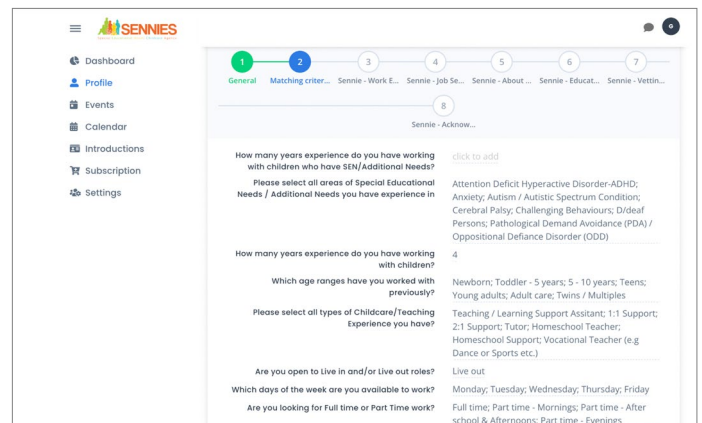 SENNIES
G
Dashboard
Profile
Events
Calendar
Introductions
Subscription
Settings
1
2
3
4
5
6
7
General
Matching criter...
Sennie - Work E...
Sennie - Job Se...
Sennie - About ...
Sennie - Educat...
Sennie - Vettin...
8
Sennie - Acknow...
How many years experience do you have working
with children who have SEN/Additional Needs?
click to add
Please select all areas of Special Educational
Needs / Additional Needs you have experience in
Attention Deficit Hyperactive Disorder-ADHD;
Anxiety; Autism / Autistic Spectrum Condition;
Cerebral Palsy; Challenging Behaviours; D/deaf
Persons; Pathological Demand Avoidance (PDA) /
Oppositional Defiance Disorder (ODD)
How many years experience do you have working
with children?
4
Which age ranges have you worked with
previously?
Newborn; Toddler - 5 years; 5 - 10 years; Teens;
Young adults; Adult care; Twins / Multiples
Please select all types of Childcare/Teaching
Experience you have?
Teaching / Learning Support Assitant; 1:1 Support;
2:1 Support; Tutor; Homeschool Teacher;
Homeschool Support; Vocational Teacher (e.g
Dance or Sports etc.)
Are you open to Live in and/or Live out roles?
Live out
Which days of the week are you available to work?
Monday; Tuesday; Wednesday; Thursday; Friday
Are you looking for Full time or Part Time work?
Full time; Part time - Mornings; Part time - After
school & Afternoons; Part time - Evenings